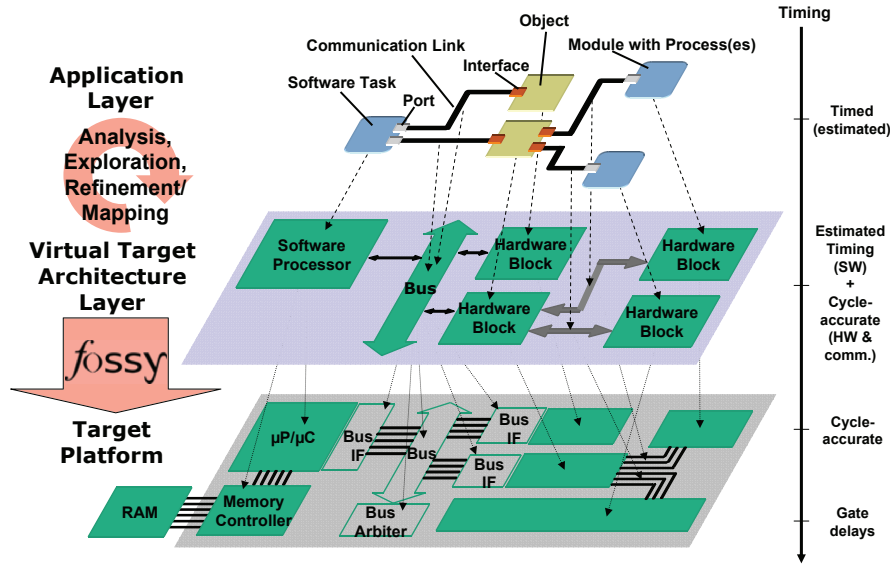 Timing
Object
Communication Link
Module with Process(es)
Interface
Software Task
Port
Application
Layer
Analysis,
Exploration,
Refinement/
Mapping
Timed
(estimated)
Virtual Target
Architecture
Layer
Software
Processor
Bus
Hardware
Block
Hardware
Block
Hardware
Block
Hardware
Block
Estimated
Timing
(SW)
+
Cycle-
accurate
(HW &
comm.)
fossy
Target
Platform
µP/µC
Bus
IF
Bus
Bus
IF
Bus
IF
Cycle-
accurate
RAM
Memory
Controller
Bus
Arbiter
Gate
delays